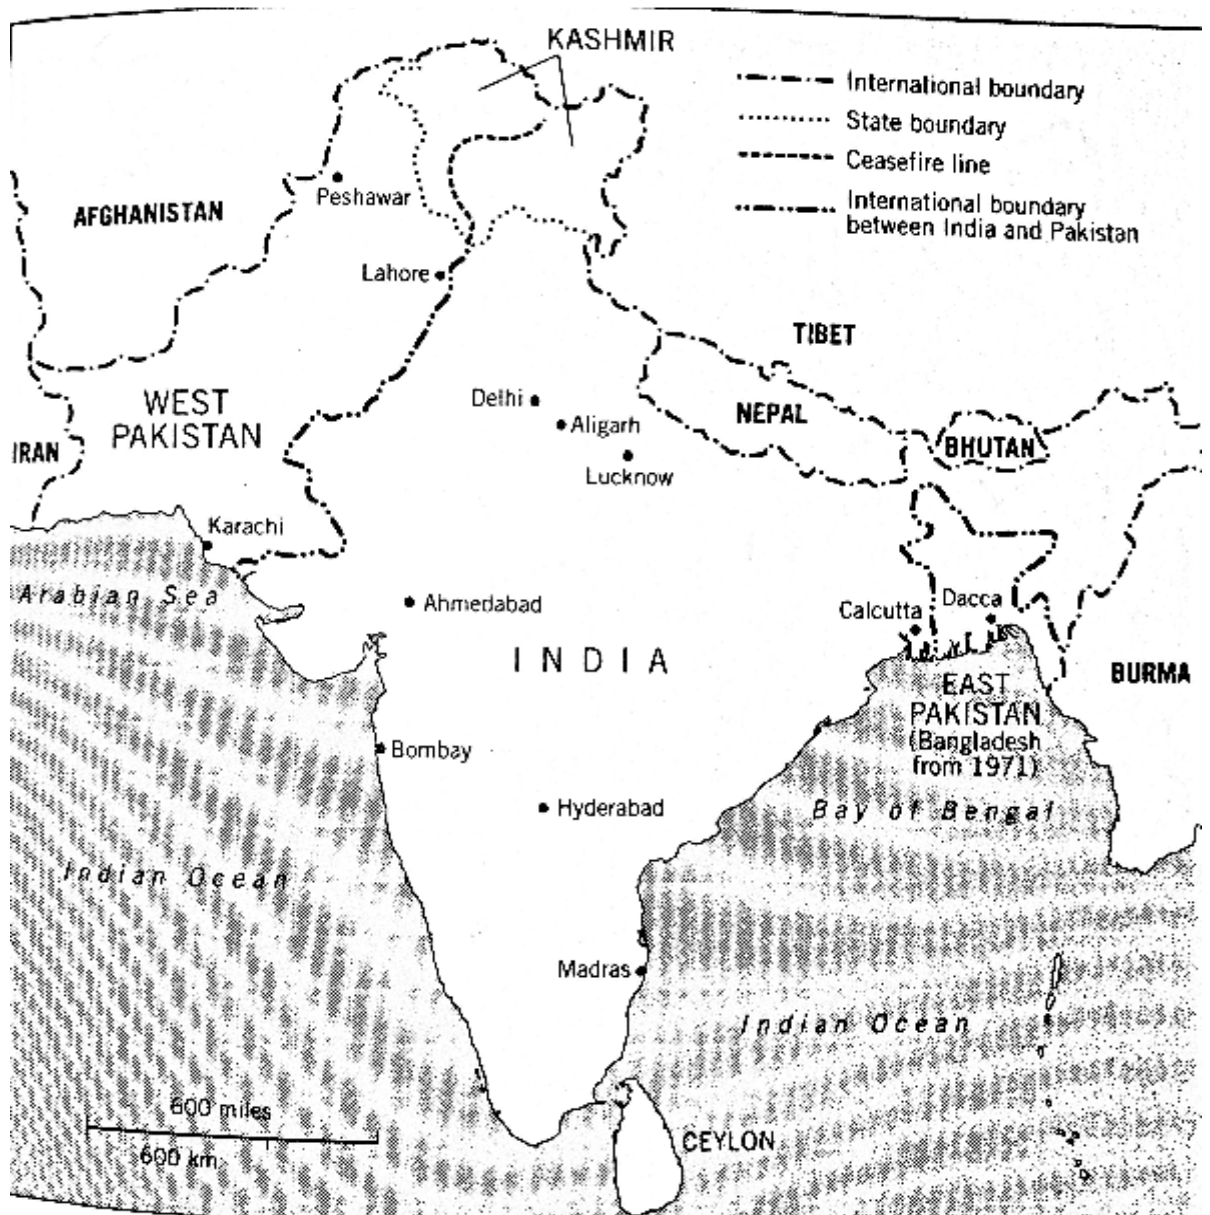 KASHMIR
International boundary
State boundary
Ceasefire line
International boundary
between India and Pakistan
Peshawar
AFGHANISTAN
Lahore
TIBET
WEST
PAKISTAN
Delhi
Aligarh
NEPAL
BHUTAN
IRAN
Lucknow
Karachi
Arabian Sea
Ahmedabad
Calcutta
Dacca
INDIA
BURMA
EAST
PAKISTAN
(Bangladesh
from 1971)
Bombay
Hyderabad
Bay of Bengal
Indian Ocean
Madras
Indian Ocean
600 miles
600 km
CEYLON